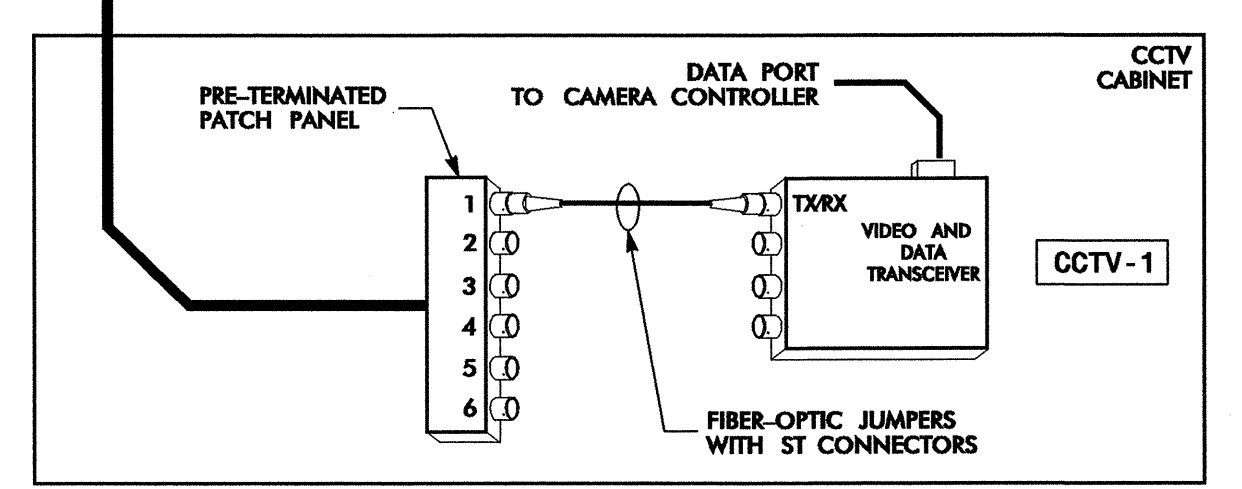 CCTV
CABINET
DATA PORT
TO CAMERA CONTROLLER
PRE–TERMINATED
PATCH PANEL
1
2
3
4
5
6
TX/RX
VIDEO AND
DATA
TRANSCEIVER
CCTV-1
FIBER–OPTIC JUMPERS
WITH ST CONNECTORS